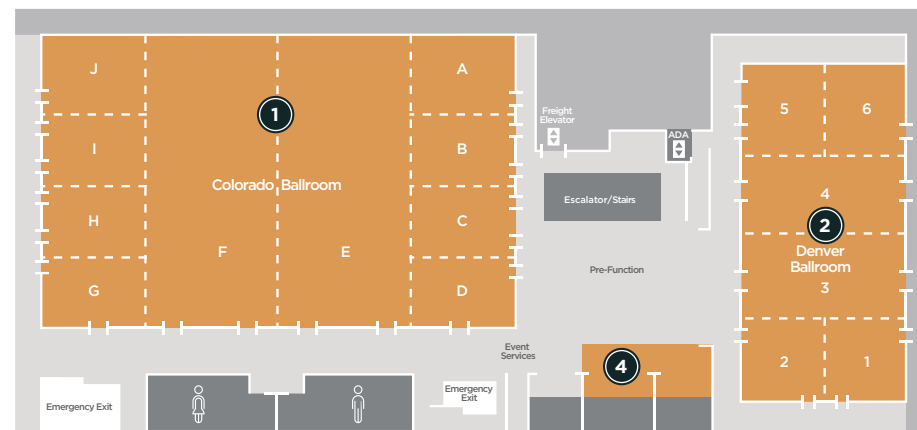 J
A
1
5
6
Freight
Elevator
ADA
I
B
Colorado Ballroom
Escalator/Stairs
4
H
C
2
F
E
Denver
Ballroom
Pre-Function
3
G
D
Event
Services
4
2
1
Emergency Exit
Emergency
Exit